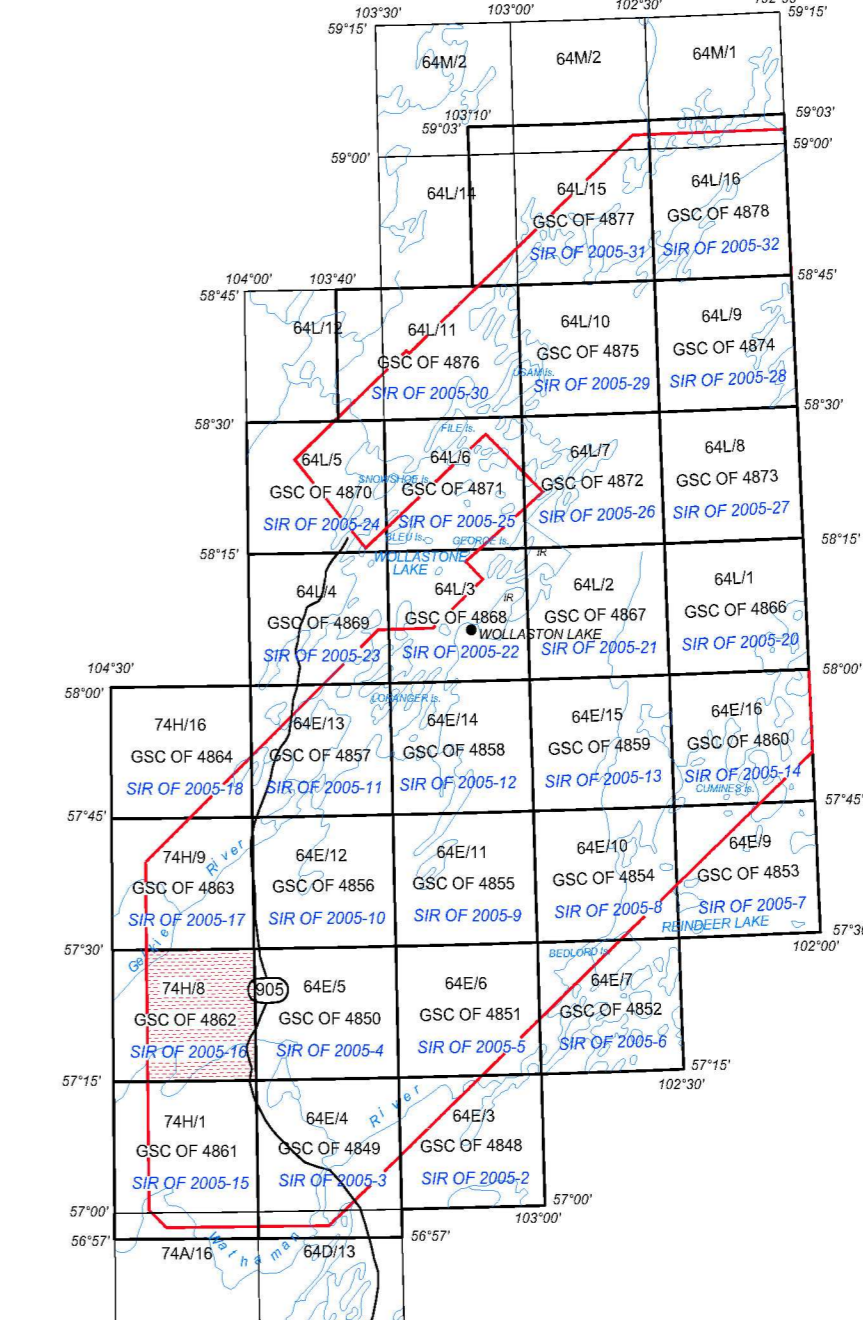 103°30'
103°00'
102°30'
59°15'
59°15'
64M/2
64M/2
64M/1
103°10'
59°03'
59°03'
59°00'
59°00'
64L/14
64L/15
GSC OF 4877
SIR OF 2005-31
64L/16
GSC OF 4878
SIR OF 2005-32
104°00'
103°40'
58°45'
58°45'
64L/12
64L/11
GSC OF 4876
SIR OF 2005-30
64L/10
GSC OF 4875
USAM Is.
SIR OF 2005-29
64L/9
GSC OF 4874
SIR OF 2005-28
58°30'
58°30'
FILE Is.
64L/5
GSC OF 4870
SIR OF 2005-24
64L/6
SNOWSHOE Is.
GSC OF 4871
SIR OF 2005-25
BLEU Is.
GEORGE Is.
64L/7
GSC OF 4872
SIR OF 2005-26
64L/8
GSC OF 4873
SIR OF 2005-27
58°15'
58°15'
WOLLASTONE
LAKE
IR
IR
64L/4
GSC OF 4869
SIR OF 2005-23
64L/3
GSC OF 4868
WOLLASTON LAKE
SIR OF 2005-22
64L/2
GSC OF 4867
SIR OF 2005-21
64L/1
GSC OF 4866
SIR OF 2005-20
104°30'
58°00'
58°00'
LORANGER Is.
74H/16
GSC OF 4864
SIR OF 2005-18
64E/13
GSC OF 4857
SIR OF 2005-11
64E/14
GSC OF 4858
SIR OF 2005-12
64E/15
GSC OF 4859
SIR OF 2005-13
64E/16
GSC OF 4860
SIR OF 2005-14
CUMINES Is.
57°45'
57°45'
74H/9
GSC OF 4863
SIR OF 2005-17
Geikie River
64E/12
GSC OF 4856
SIR OF 2005-10
64E/11
GSC OF 4855
SIR OF 2005-9
64E/10
GSC OF 4854
SIR OF 2005-8
64E/9
GSC OF 4853
SIR OF 2005-7
REINDEER LAKE
57°30'
102°00'
BEDLORD Is.
74H/8
GSC OF 4862
SIR OF 2005-16
905
64E/5
GSC OF 4850
SIR OF 2005-4
64E/6
GSC OF 4851
SIR OF 2005-5
64E/7
GSC OF 4852
SIR OF 2005-6
57°15'
57°15'
102°30'
74H/1
GSC OF 4861
SIR OF 2005-15
64E/4
GSC OF 4849
SIR OF 2005-3
River
64E/3
GSC OF 4848
SIR OF 2005-2
57°00'
57°00'
103°00'
56°57'
56°57'
Wathaman
74A/16
64D/13